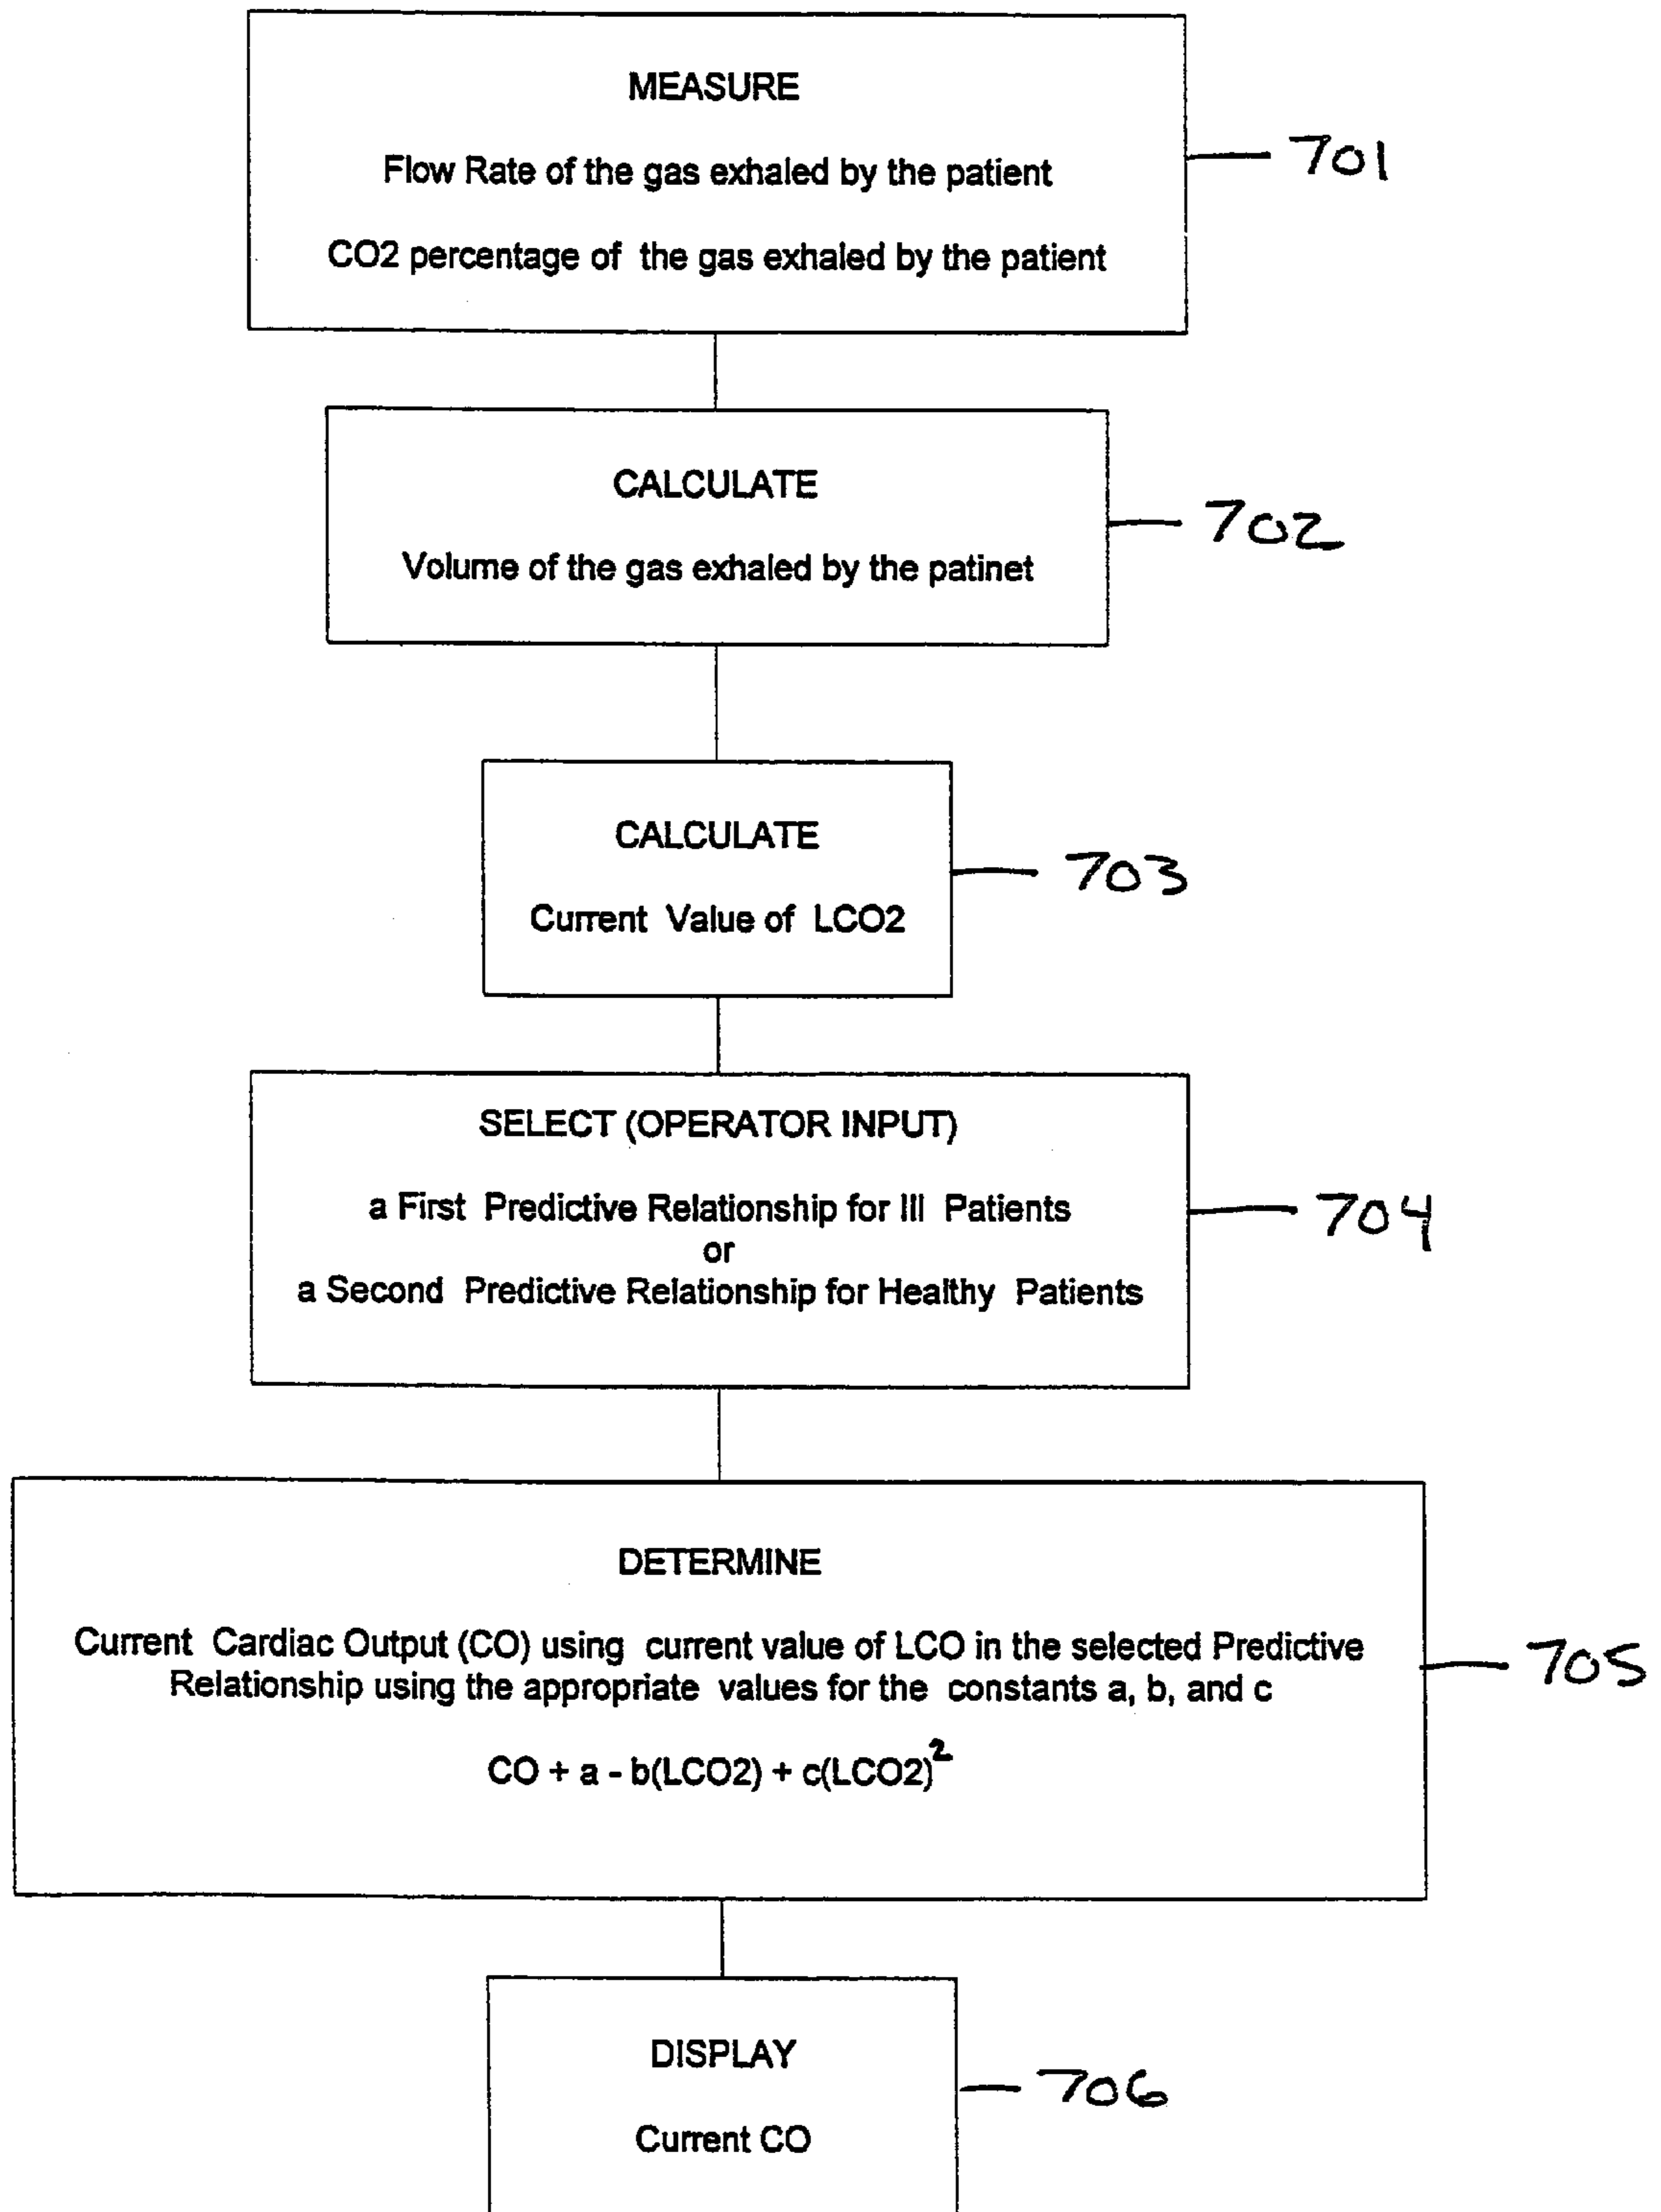 MEASURE
Flow Rate of the gas exhaled by the patient
CO2 percentage of the gas exhaled by the patient
701
CALCULATE
Volume of the gas exhaled by the patinet
702
CALCULATE
Current Value of LCO2
703
SELECT (OPERATOR INPUT)
a First Predictive Relationship for Ill Patients
or
a Second Predictive Relationship for Healthy Patients
704
DETERMINE
Current Cardiac Output (CO) using current value of LCO in the selected Predictive
Relationship using the appropriate values for the constants a, b, and c
CO + a - b(LCO2) + c(LCO2)²
705
DISPLAY
Current CO
706